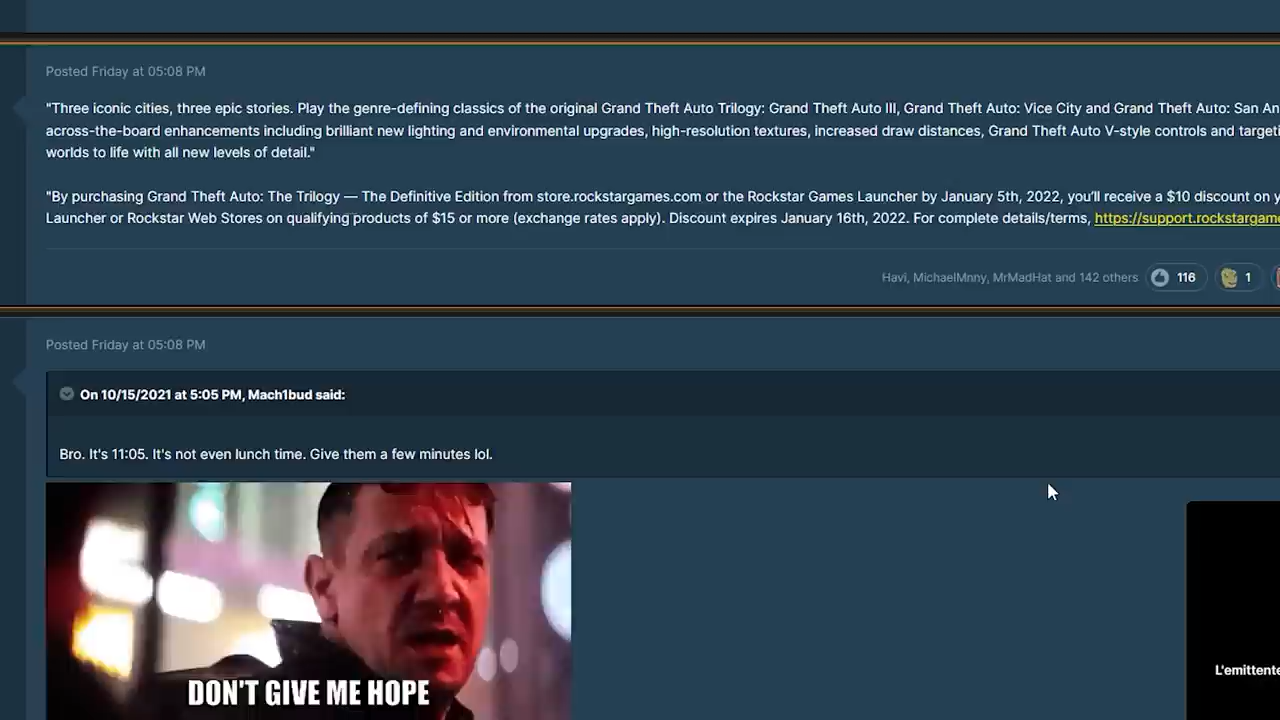 Posted Friday at 05:08 PM
"Three iconic cities, three epic stories. Play the genre-defining classics of the original Grand Theft Auto Trilogy: Grand Theft Auto III, Grand Theft Auto: Vice City and Grand Theft Auto: San An
across-the-board enhancements including brilliant new lighting and environmental upgrades, high-resolution textures, increased draw distances, Grand Theft Auto V-style controls and targeti
worlds to life with all new levels of detail."
"By purchasing Grand Theft Auto: The Trilogy — The Definitive Edition from store.rockstargames.com or the Rockstar Games Launcher by January 5th, 2022, you'll receive a $10 discount on y
Launcher or Rockstar Web Stores on qualifying products of $15 or more (exchange rates apply). Discount expires January 16th, 2022. For complete details/terms, https://support.rockstargame
Havi, MichaelMnny, MrMadHat and 142 others 116 1
Posted Friday at 05:08 PM
On 10/15/2021 at 5:05 PM, Mach1bud said:
Bro. It's 11:05. It's not even lunch time. Give them a few minutes lol.
L'emittente
DON'T GIVE ME HOPE